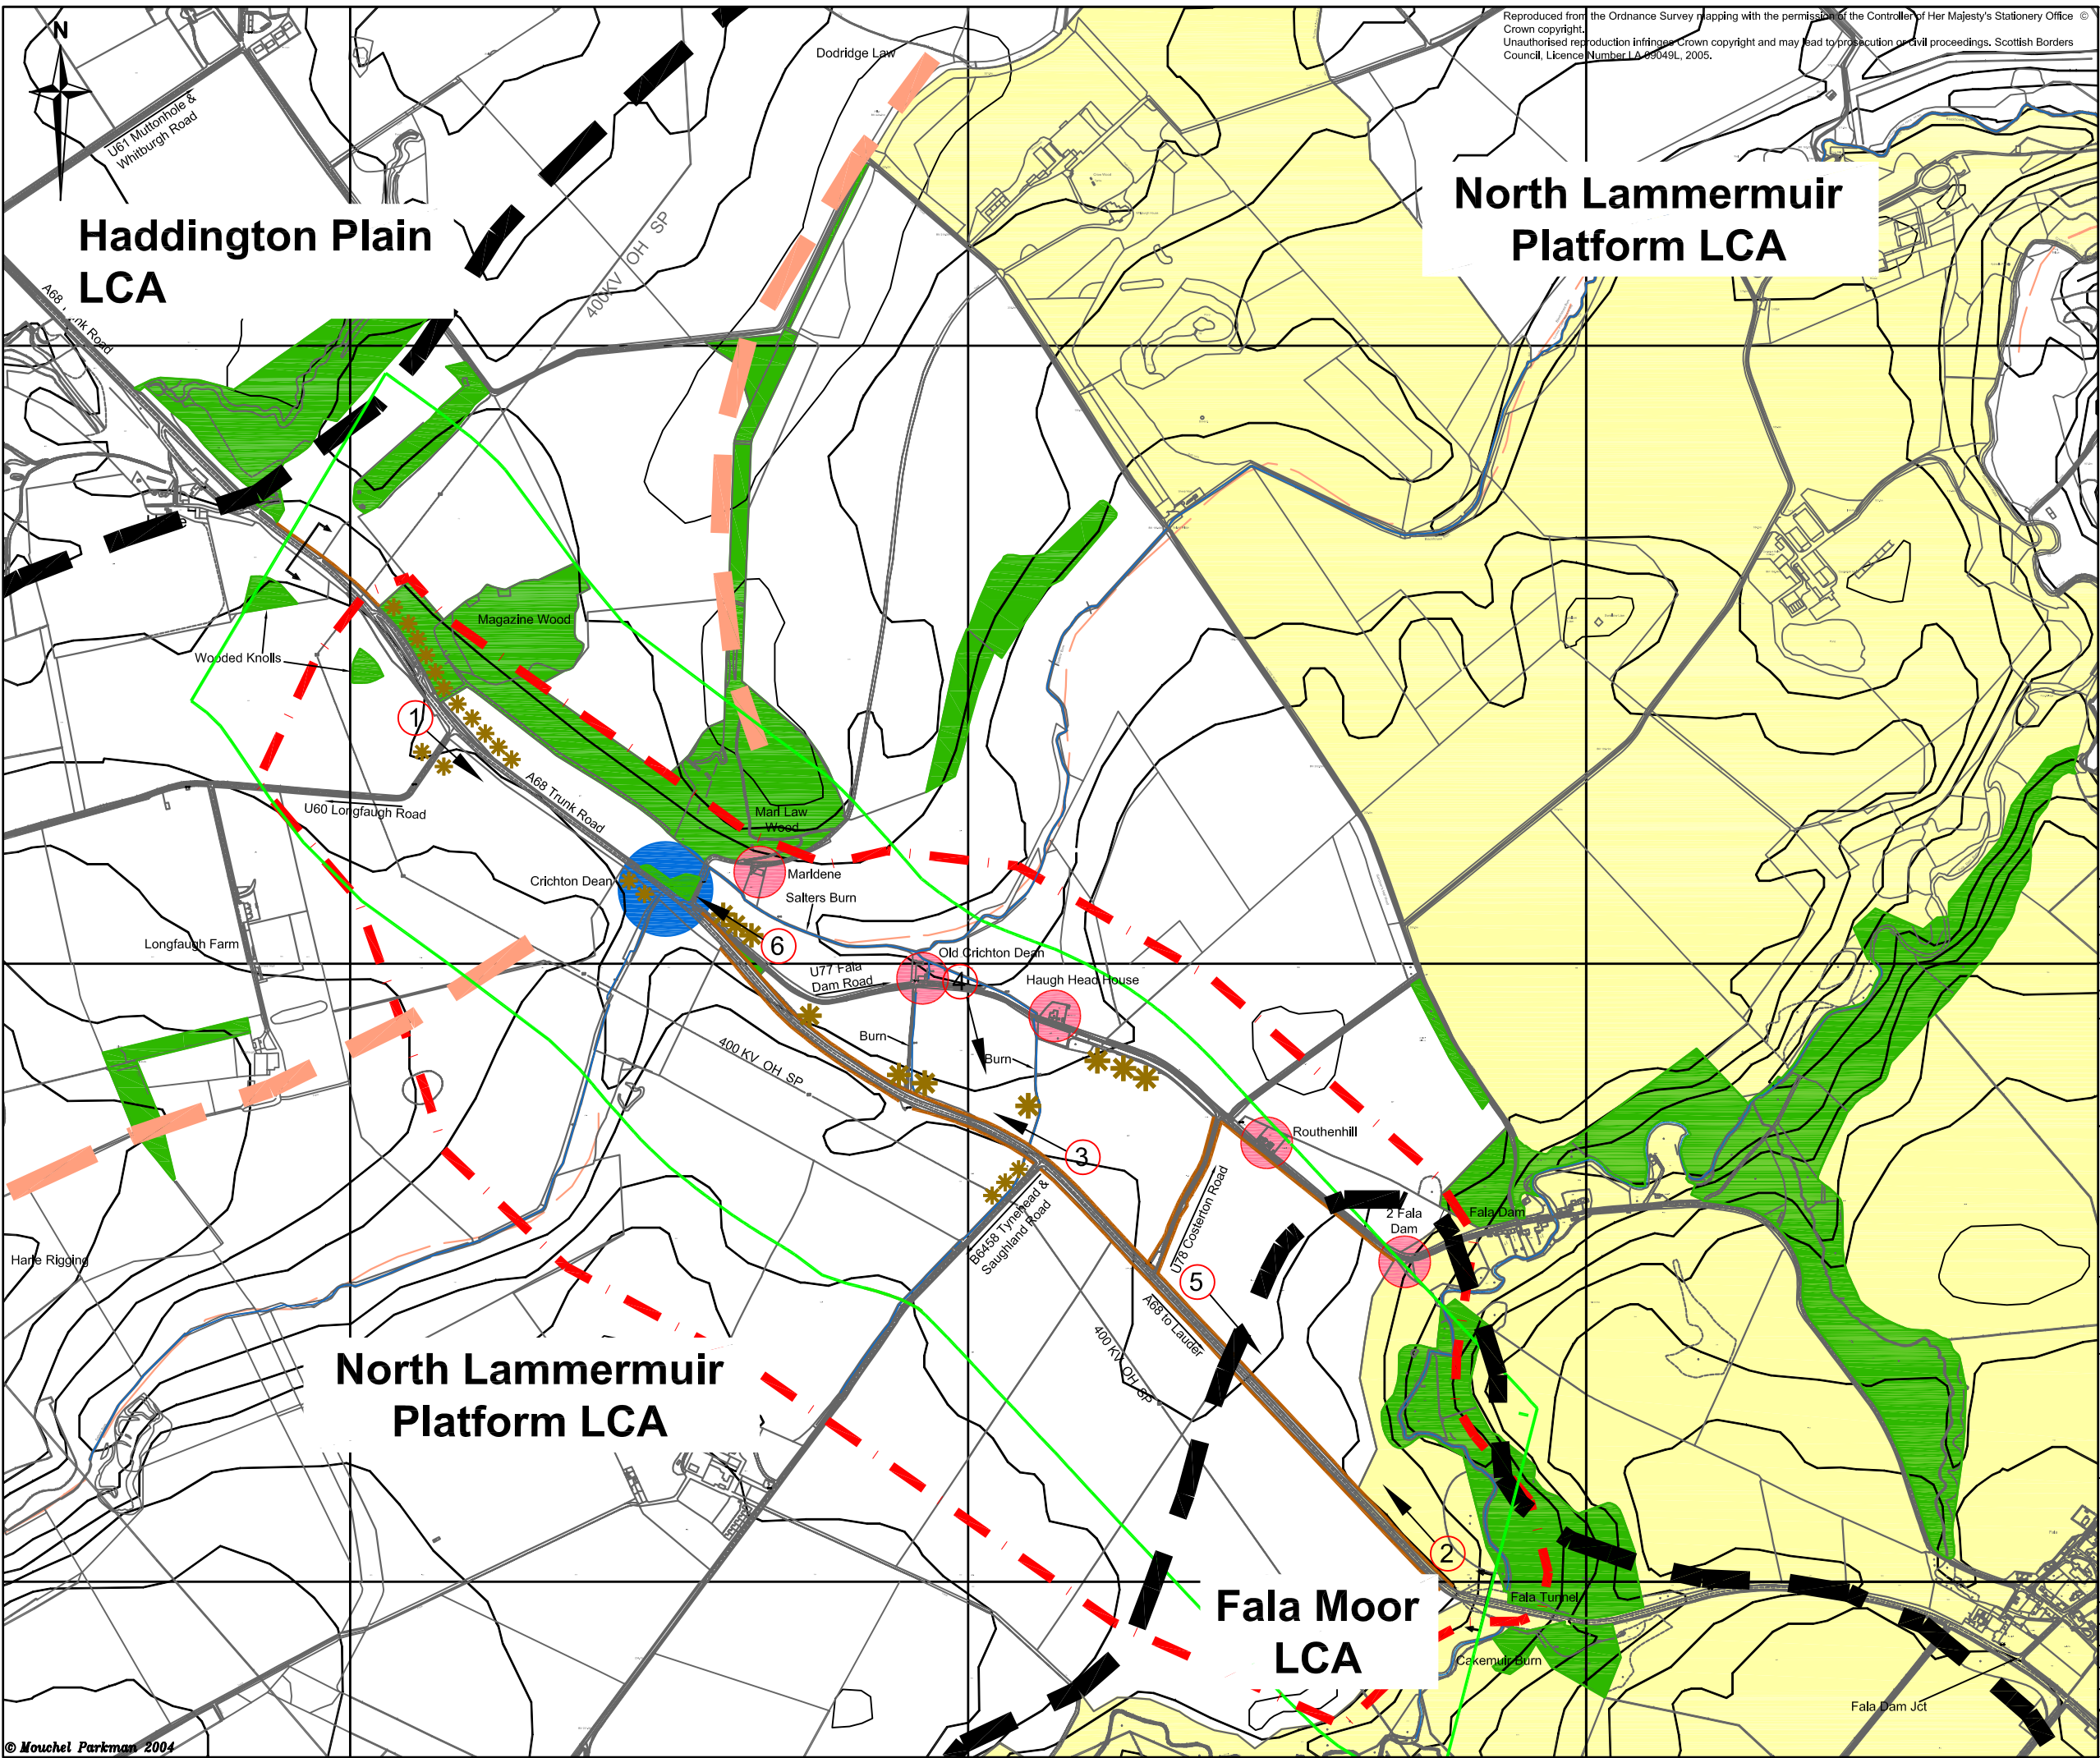 Reproduced from the Ordnance Survey mapping with the permission of the Controller of Her Majesty's Stationery Office ©
Crown copyright.
Unauthorised reproduction infringes Crown copyright and may lead to prosecution or civil proceedings. Scottish Borders
Council, Licence Number LA 09049L, 2005.
N
Dodridge Law
U61 Muttonhole &
Whitburgh Road
Haddington Plain
LCA
North Lammermuir
Platform LCA
400KV OH SP
A68 Trunk Road
Magazine Wood
Wooded Knolls
1
U60 Longfaugh Road
A68 Trunk Road
Marl Law
Wood
Crichton Dean
Marldene
Salters Burn
Longfaugh Farm
6
Old Crichton Dean
U77 Fala
Dam Road
4
Haugh Head House
Burn
400 KV OH SP
Burn
Routhenhill
3
2 Fala
Dam
Fala Dam
B6458 Tynehead &
Saughland Road
U78 Costerton Road
Harle Rigging
5
A68 to Lauder
400 KV OH SP
North Lammermuir
Platform LCA
2
Fala Tunnel
Fala Moor
LCA
Cakemuir Burn
Fala Dam Jct
© Mouchel Parkman 2004